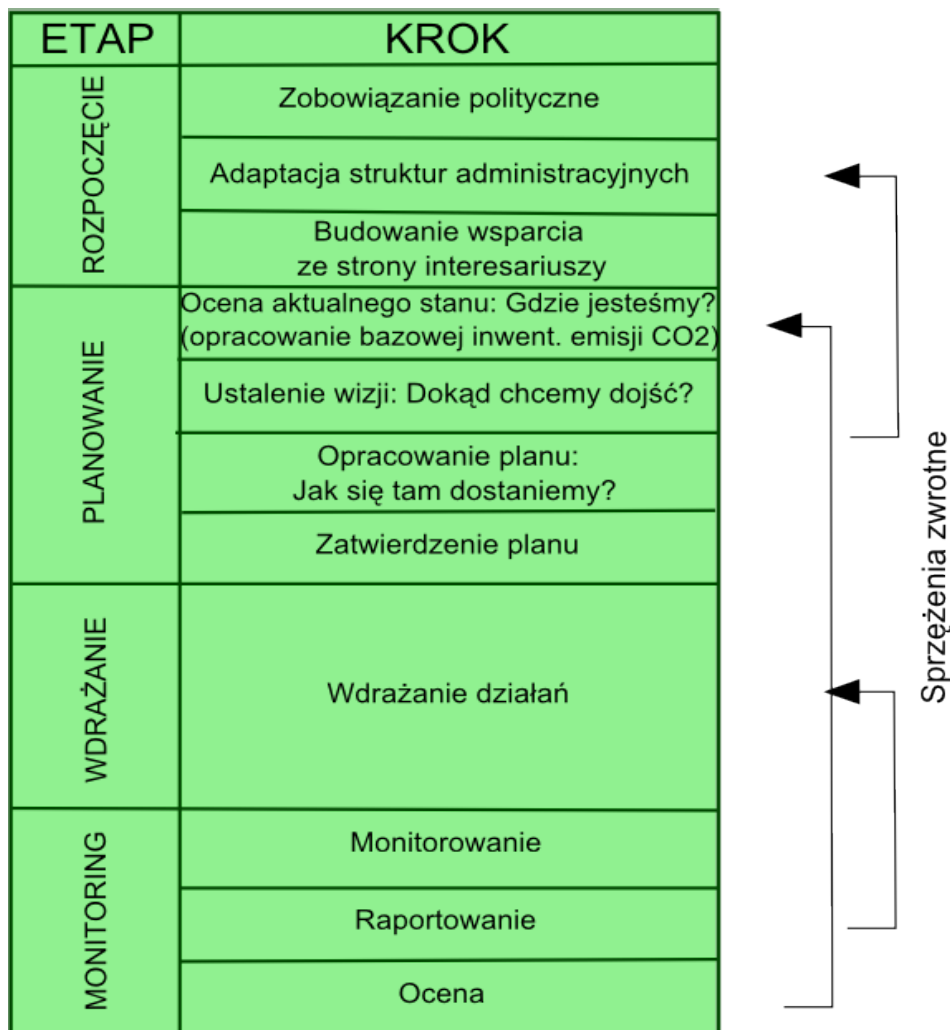 ETAP
KROK
ROZPOCZĘCIE
Zobowiązanie polityczne
Adaptacja struktur administracyjnych
Budowanie wsparcia
ze strony interesariuszy
PLANOWANIE
Ocena aktualnego stanu: Gdzie jesteśmy?
(opracowanie bazowej inwent. emisji CO2)
Ustalenie wizji: Dokąd chcemy dojść?
Opracowanie planu:
Jak się tam dostaniemy?
Zatwierdzenie planu
WDRAŻANIE
Wdrażanie działań
MONITORING
Monitorowanie
Raportowanie
Ocena
Sprzężenia zwrotne